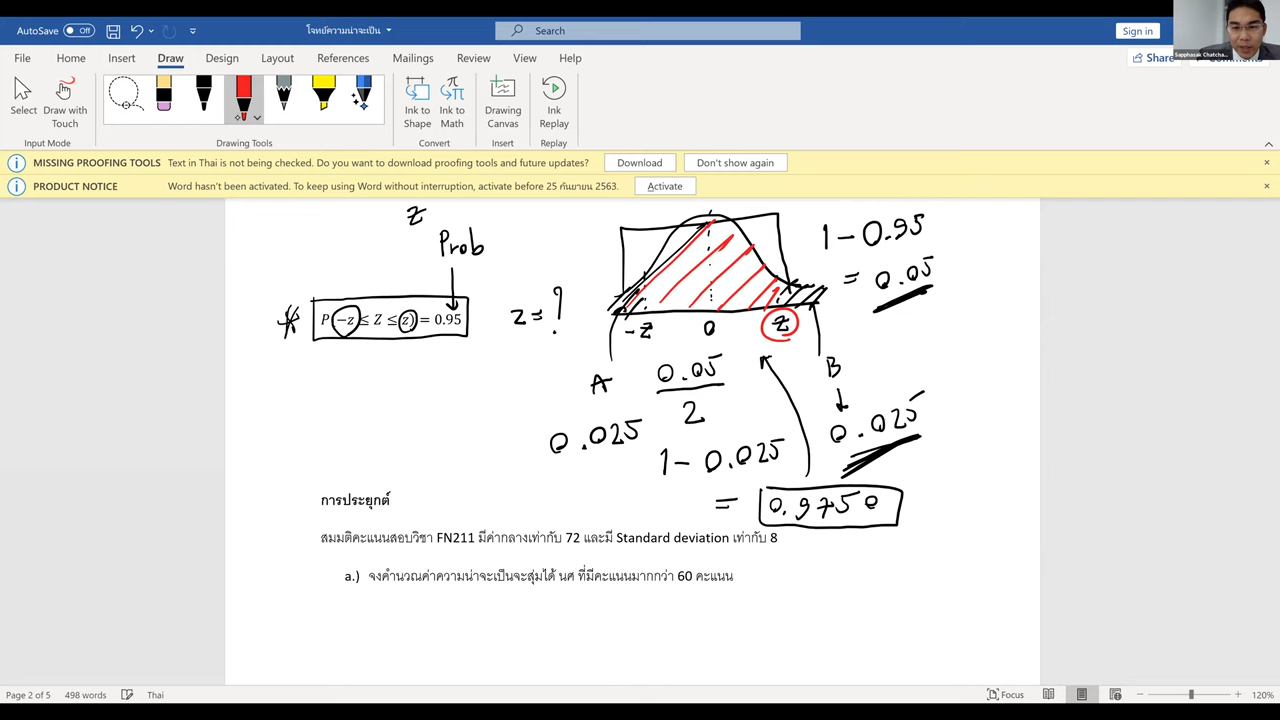 AutoSave Off
โจทย์ความน่าจะเป็น
Search
Sign in
File Home Insert Draw Design Layout References Mailings Review View Help
Share
Comments
Sapphasak Chatcha...
Select
Draw with Touch
Ink to Shape
Ink to Math
Drawing Canvas
Ink Replay
Input Mode
Drawing Tools
Convert
Insert
Replay
MISSING PROOFING TOOLS Text in Thai is not being checked. Do you want to download proofing tools and future updates? Download Don't show again
PRODUCT NOTICE Word hasn't been activated. To keep using Word without interruption, activate before 25 กันยายน 2563. Activate
z
Prob
P(-z ≤ Z ≤ z) = 0.95
z = ?
-z 0 z
1 - 0.95
= 0.05
A
B
0.05
2
0.025
0.025
1 - 0.025
= 0.9750
การประยุกต์
สมมติคะแนนสอบวิชา FN211 มีค่ากลางเท่ากับ 72 และมี Standard deviation เท่ากับ 8
a.) จงคำนวณค่าความน่าจะเป็นจะสุ่มได้ นศ ที่มีคะแนนมากกว่า 60 คะแนน
Page 2 of 5 498 words Thai Focus 120%